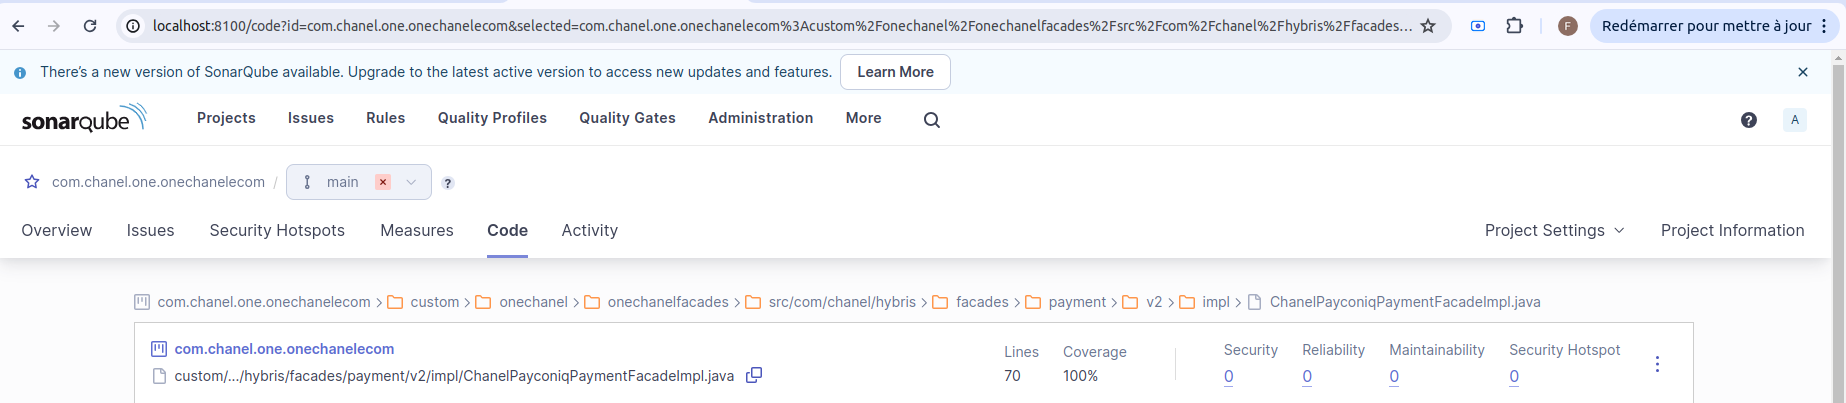 localhost:8100/code?id=com.chanel.one.onechanelecom&selected=com.chanel.one.onechanelecom%3Acustom%2Fonechanel%2Fonechanelfacades%2Fsrc%2Fcom%2Fchanel%2Fhybris%2Ffacades... F Redémarrer pour mettre à jour
There's a new version of SonarQube available. Upgrade to the latest active version to access new updates and features. Learn More
sonarqube Projects Issues Rules Quality Profiles Quality Gates Administration More ? A
com.chanel.one.onechanelecom / main ?
Overview Issues Security Hotspots Measures Code Activity Project Settings Project Information
com.chanel.one.onechanelecom > custom > onechanel > onechanelfacades > src/com/chanel/hybris > facades > payment > v2 > impl > ChanelPayconiqPaymentFacadeImpl.java
com.chanel.one.onechanelecom Lines Coverage Security Reliability Maintainability Security Hotspot
custom/.../hybris/facades/payment/v2/impl/ChanelPayconiqPaymentFacadeImpl.java 70 100% 0 0 0 0